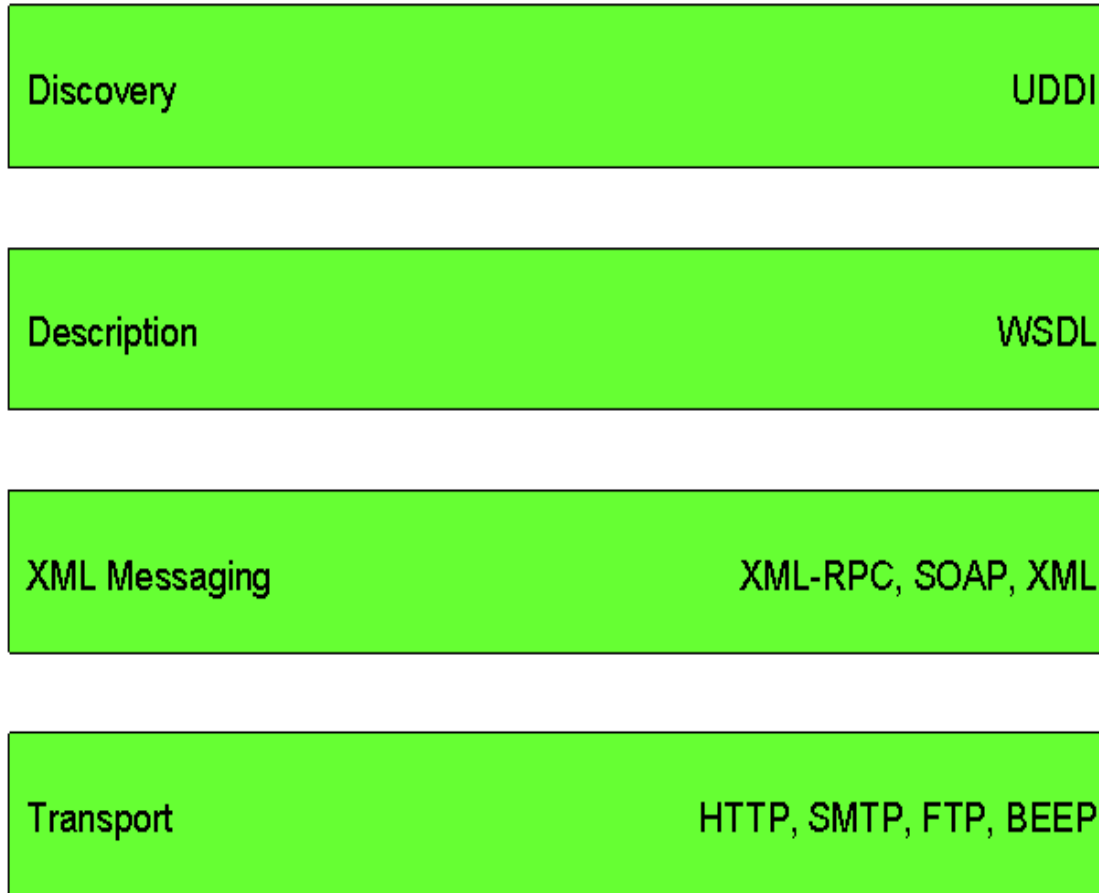 Discovery UDDI
Description WSDL
XML Messaging XML-RPC, SOAP, XML
Transport HTTP, SMTP, FTP, BEEP